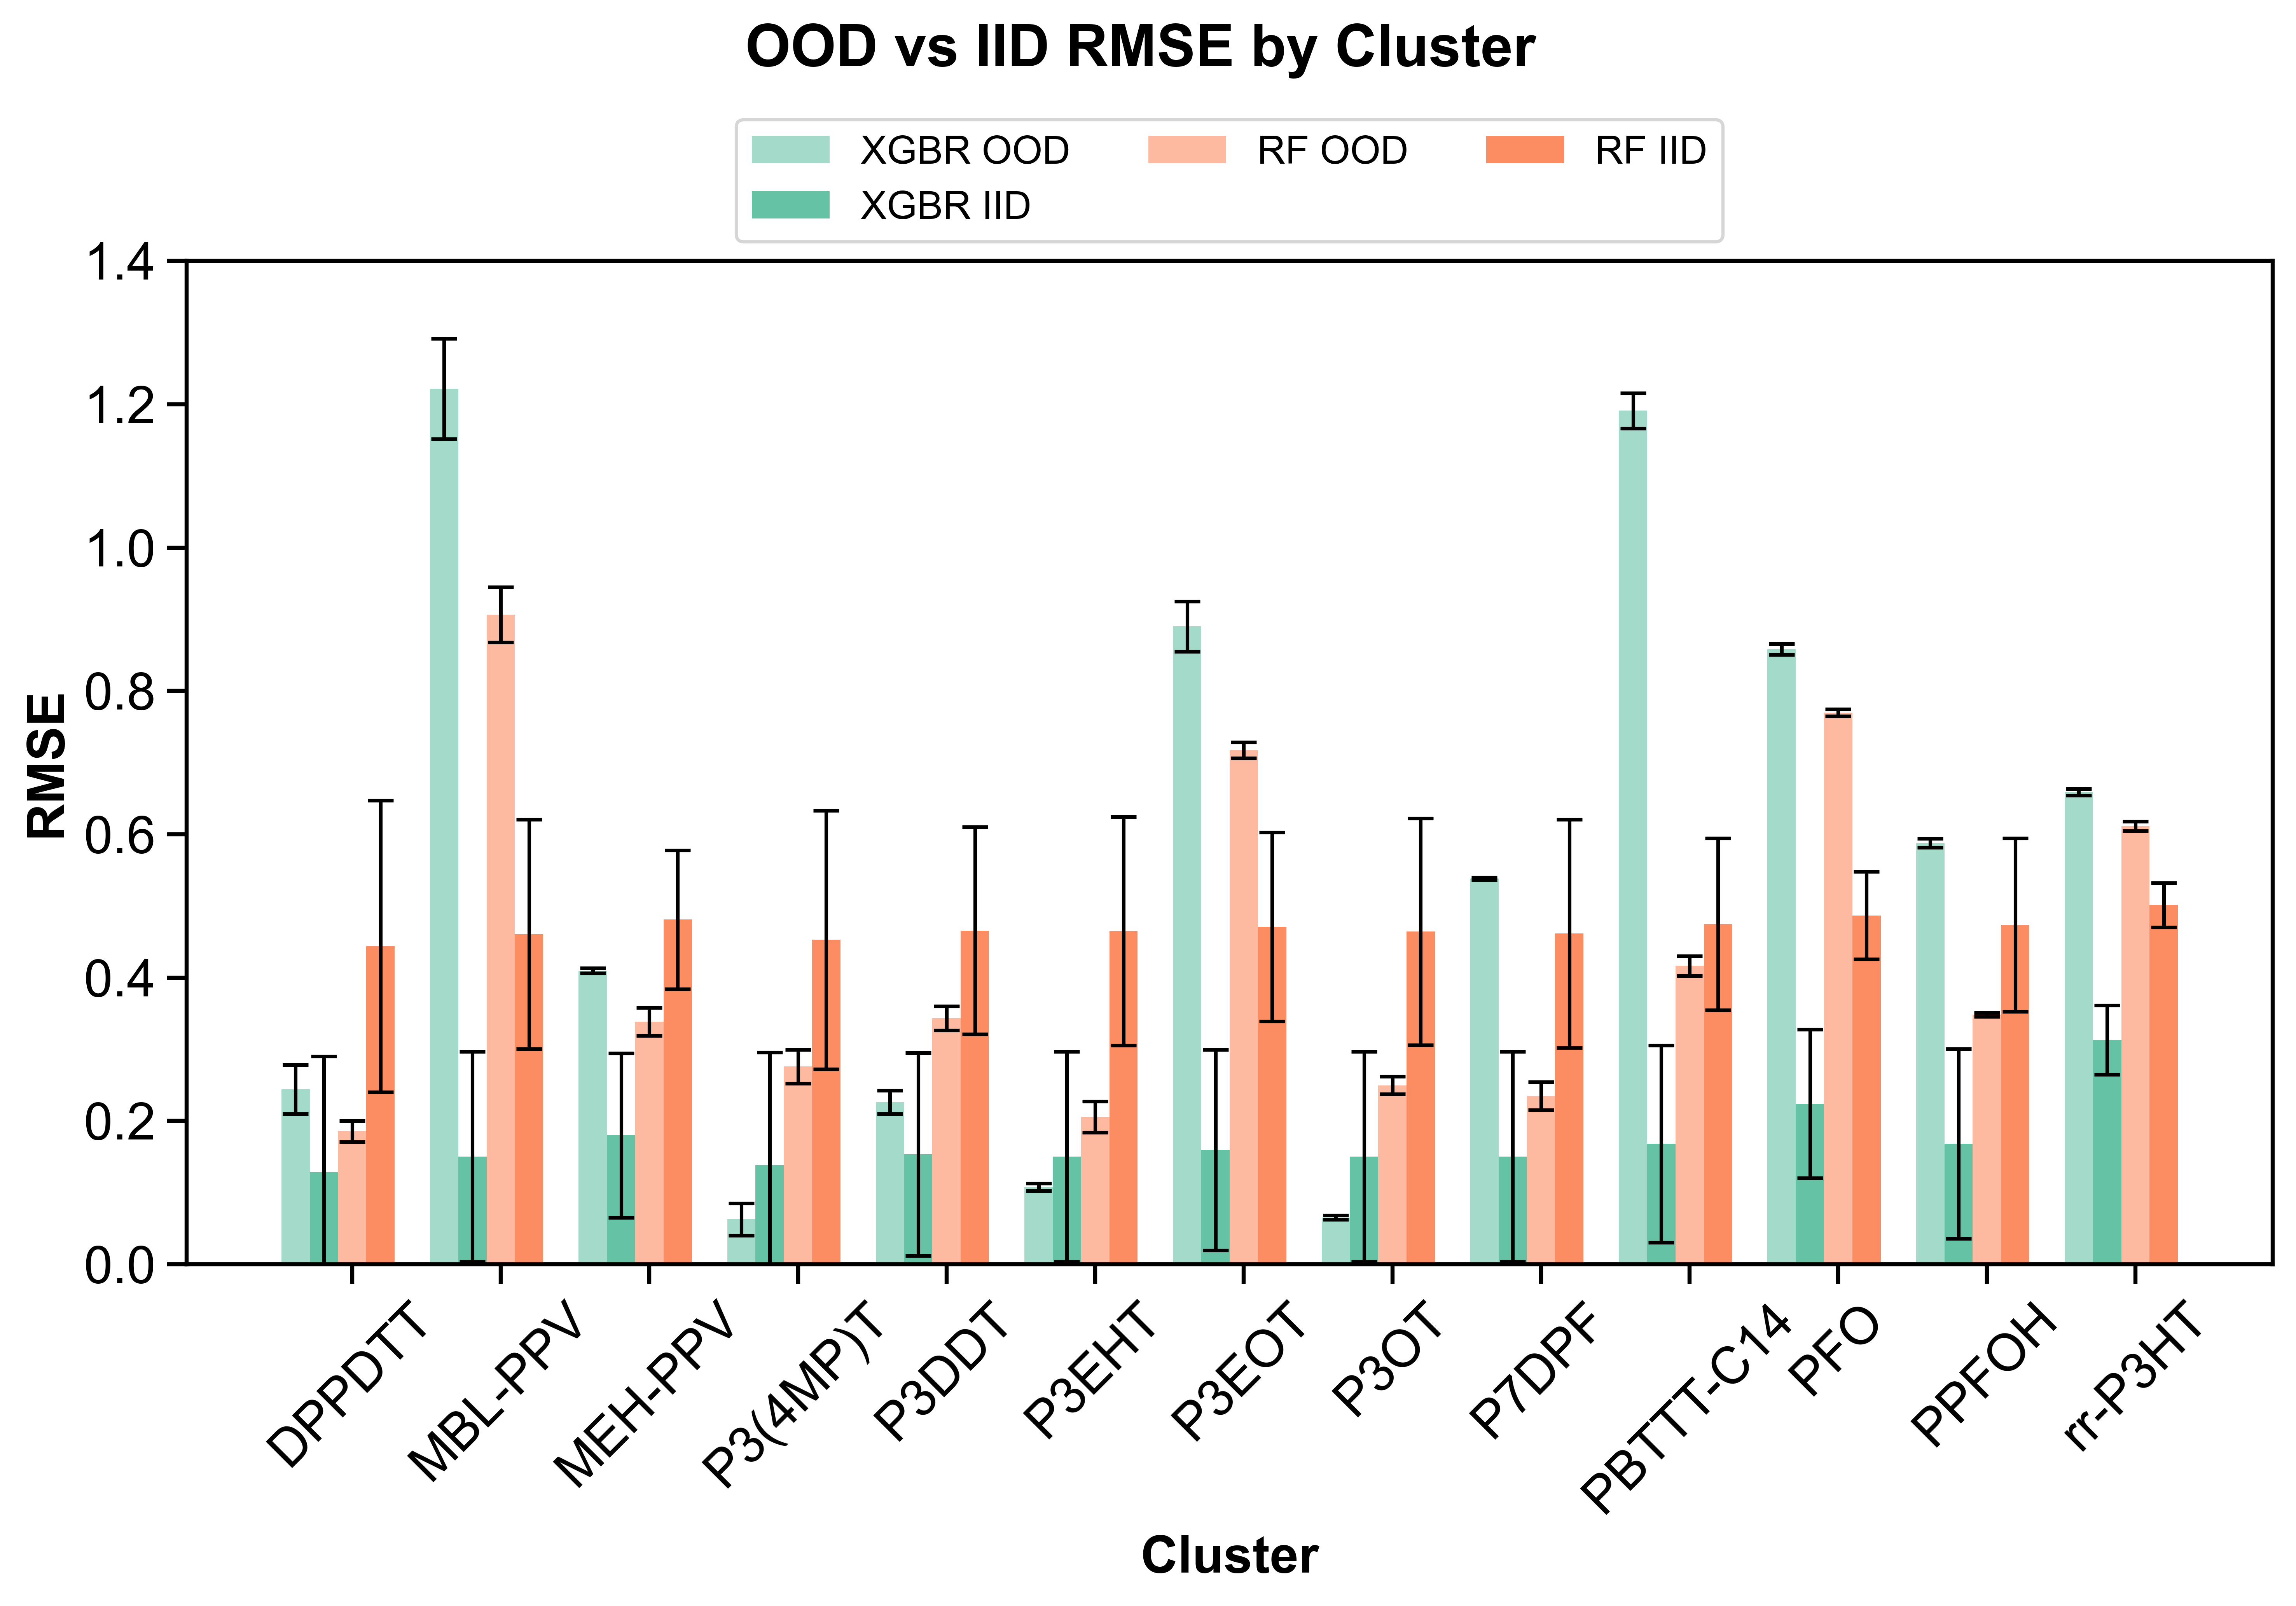 OOD vs IID RMSE by Cluster
XGBR OOD RF OOD RF IID
XGBR IID
1.4
1.2
1.0
0.8
0.6
0.4
0.2
0.0
RMSE
DPPDTT
MBL-PPV
MEH-PPV
P3(4MP)T
P3DDT
P3EHT
P3EOT
P3OT
P7DPF
PBTTT-C14
PFO
PPFOH
rr-P3HT
Cluster